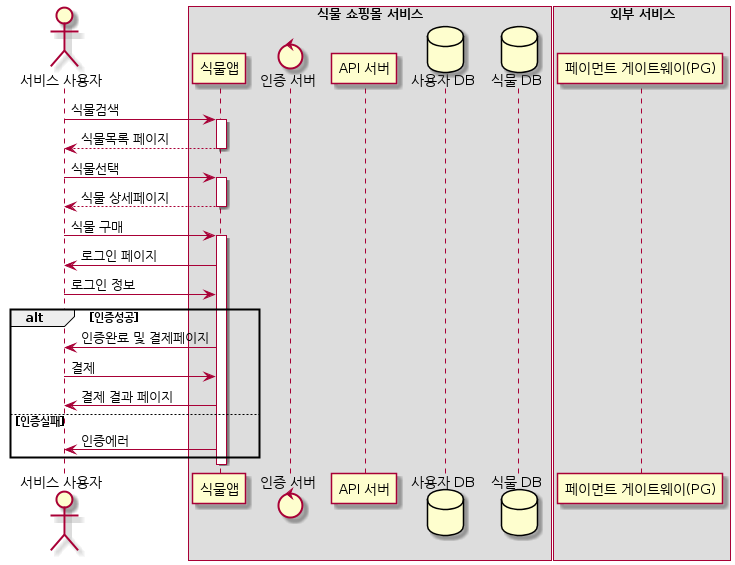 식물 쇼핑몰 서비스
외부 서비스
서비스 사용자
식물앱
인증 서버
API 서버
사용자 DB
식물 DB
페이먼트 게이트웨이(PG)
식물검색
식물목록 페이지
식물선택
식물 상세페이지
식물 구매
로그인 페이지
로그인 정보
alt [인증성공]
인증완료 및 결제페이지
결제
결제 결과 페이지
[인증실패]
인증에러
서비스 사용자
식물앱
인증 서버
API 서버
사용자 DB
식물 DB
페이먼트 게이트웨이(PG)